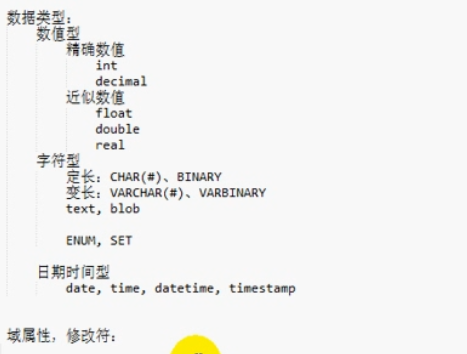 数据类型:
数值型
精确数值
int
decimal
近似数值
float
double
real
字符型
定长: CHAR(#)、BINARY
变长: VARCHAR(#)、VARBINARY
text, blob
ENUM, SET
日期时间型
date, time, datetime, timestamp
域属性, 修改符: